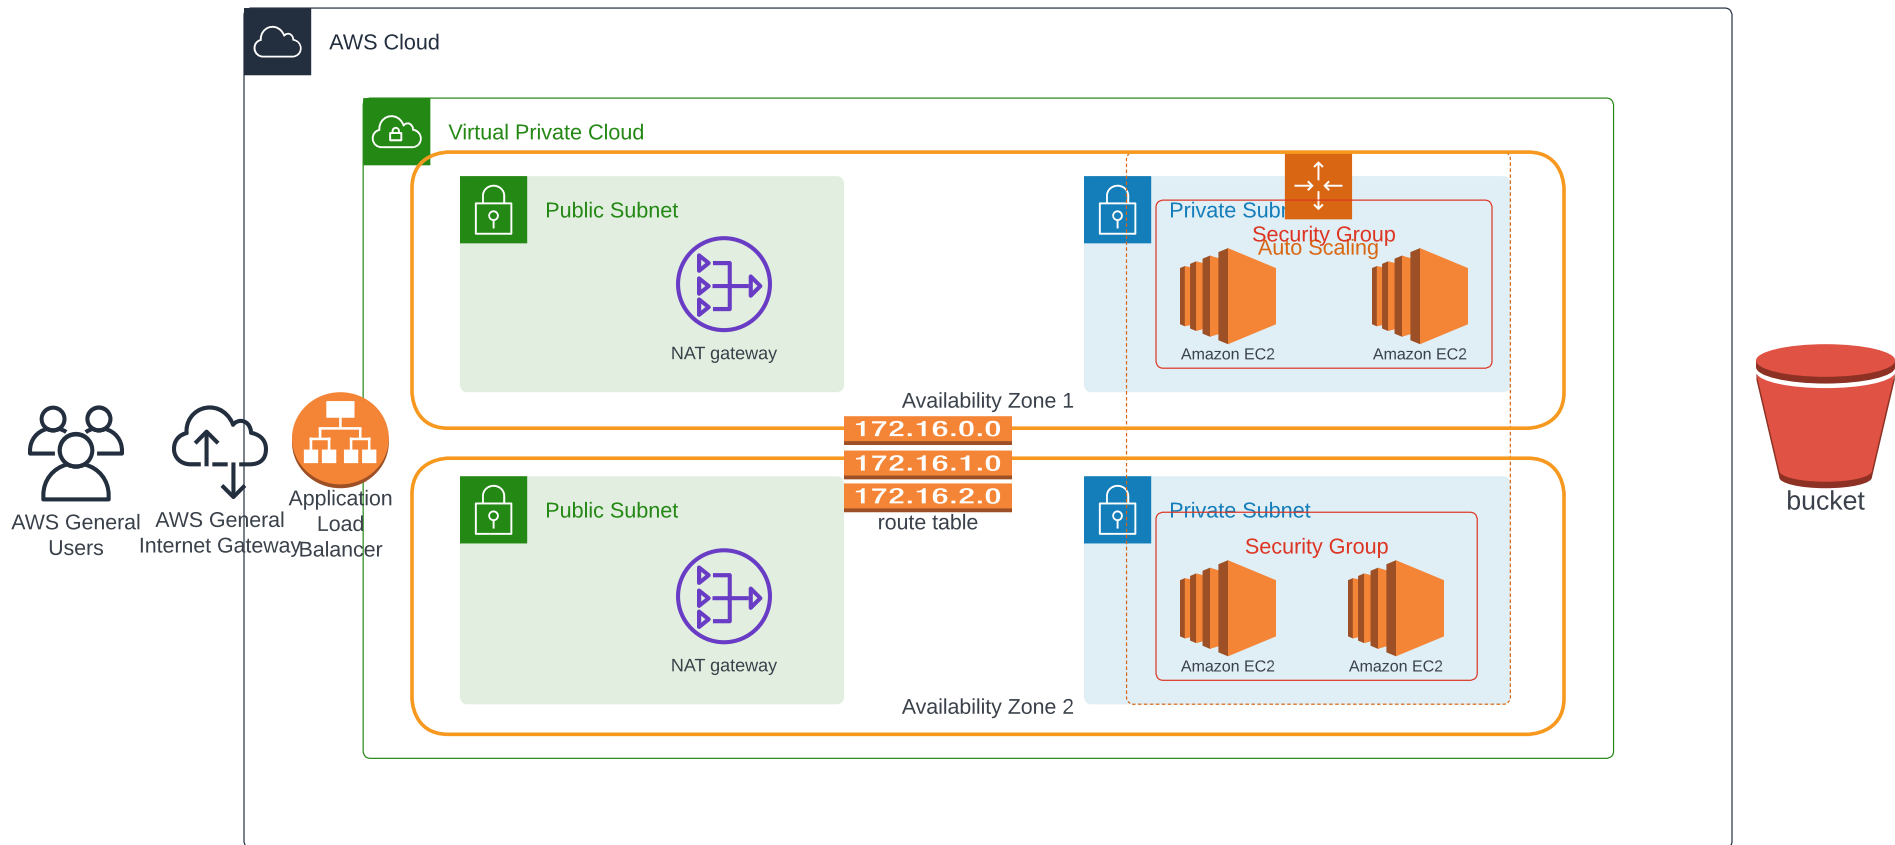 AWS Cloud
Virtual Private Cloud
Public Subnet
Private Subn
Security Group
Auto Scaling
NAT gateway
Amazon EC2
Amazon EC2
Availability Zone 1
172.16.0.0
172.16.1.0
172.16.2.0
route table
AWS General
Users
AWS General
Internet Gateway
Application
Load
Balancer
Public Subnet
Private Subnet
Security Group
NAT gateway
Amazon EC2
Amazon EC2
Availability Zone 2
bucket